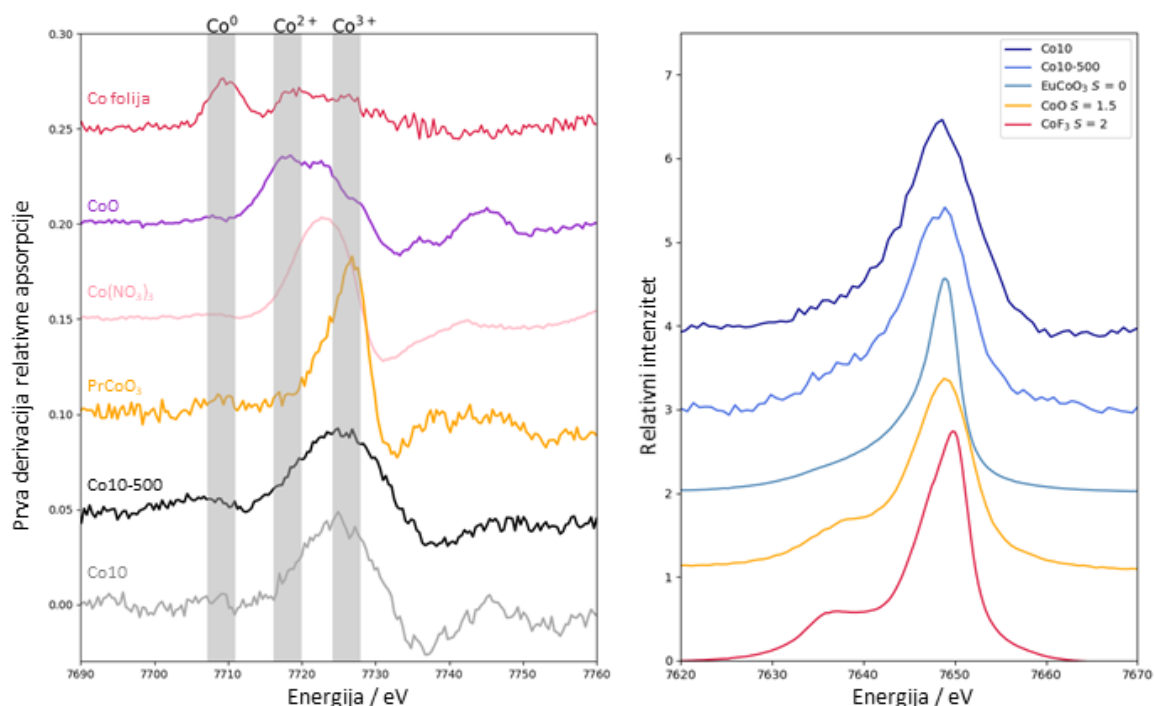 Co⁰ Co²⁺ Co³⁺
0.30
0.25
0.20
0.15
0.10
0.05
0.00
Prva derivacija relativne apsorpcije
Co folija
CoO
Co(NO₃)₃
PrCoO₃
Co10-500
Co10
7690 7700 7710 7720 7730 7740 7750 7760
Energija / eV
7
6
5
4
3
2
1
0
Relativni intenzitet
Co10
Co10-500
EuCoO₃ S = 0
CoO S = 1.5
CoF₃ S = 2
7620 7630 7640 7650 7660 7670
Energija / eV